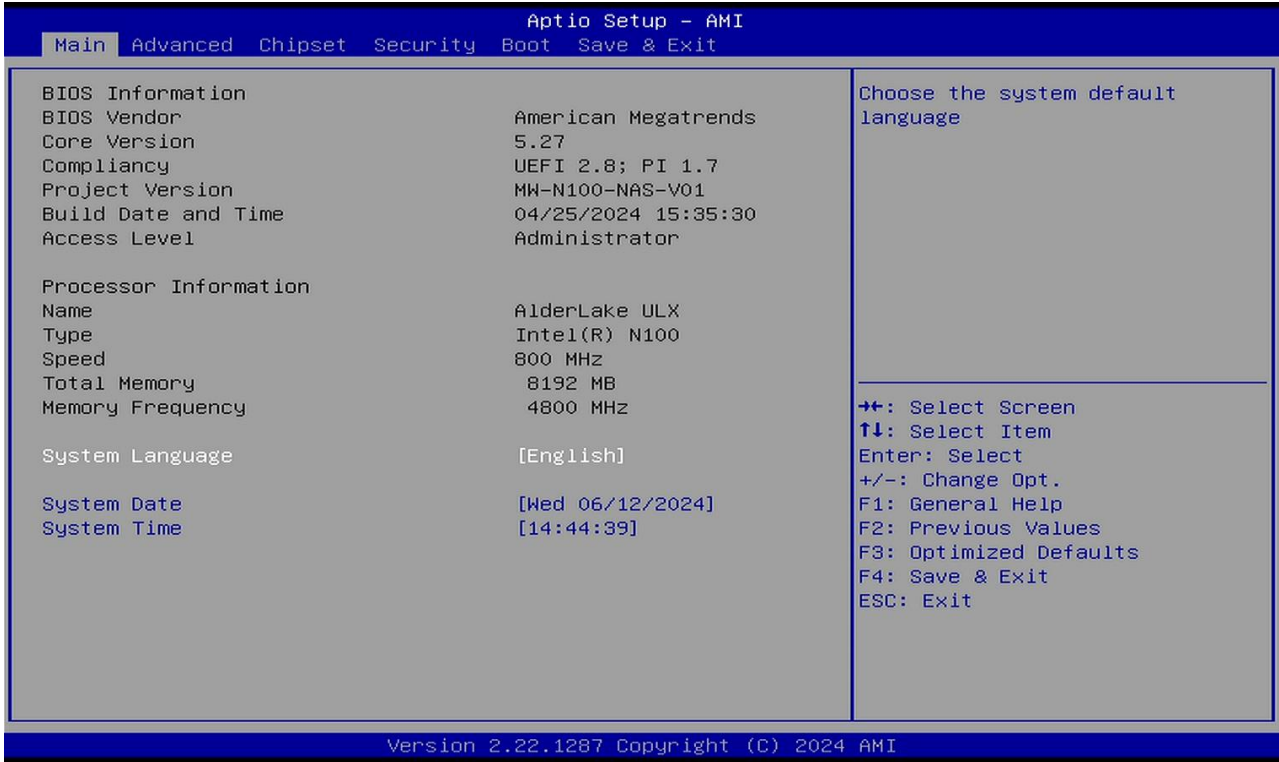 Aptio Setup – AMI
Main Advanced Chipset Security Boot Save & Exit
BIOS Information
BIOS Vendor American Megatrends
Core Version 5.27
Compliancy UEFI 2.8; PI 1.7
Project Version MW-N100-NAS-V01
Build Date and Time 04/25/2024 15:35:30
Access Level Administrator
Processor Information
Name AlderLake ULX
Type Intel(R) N100
Speed 800 MHz
Total Memory 8192 MB
Memory Frequency 4800 MHz
System Language [English]
System Date [Wed 06/12/2024]
System Time [14:44:39]
Choose the system default
language
→←: Select Screen
↑↓: Select Item
Enter: Select
+/-: Change Opt.
F1: General Help
F2: Previous Values
F3: Optimized Defaults
F4: Save & Exit
ESC: Exit
Version 2.22.1287 Copyright (C) 2024 AMI